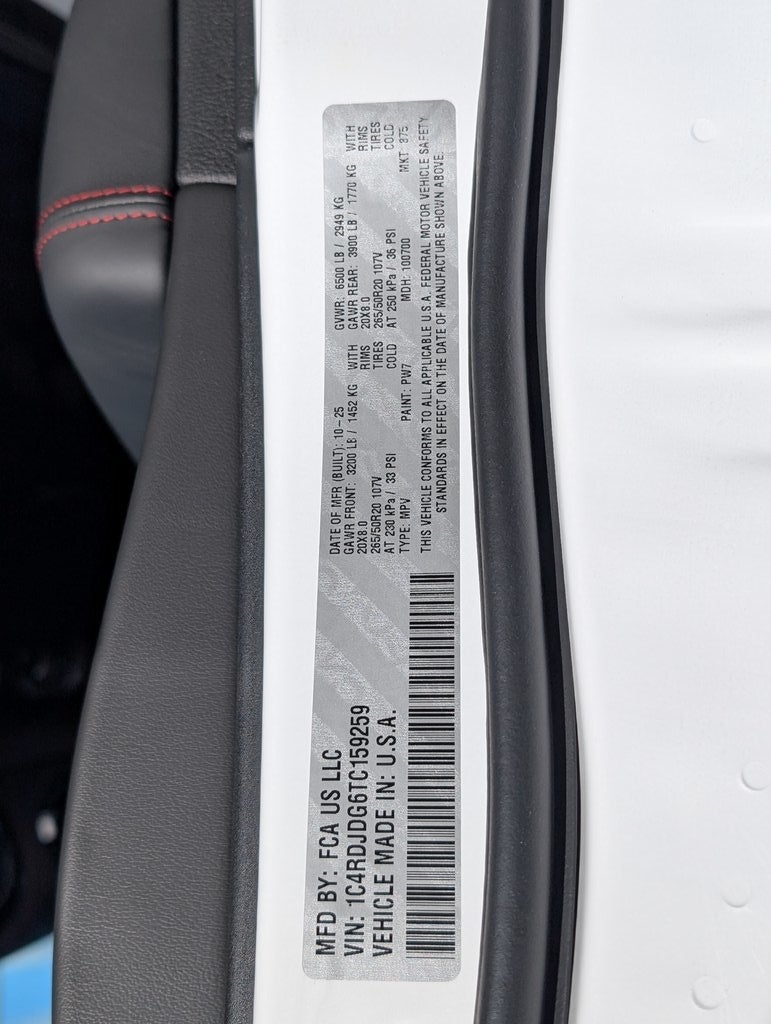 MFD BY: FCA US LLC
VIN: 1C4RDJDG6TC159259
VEHICLE MADE IN: U.S.A.
DATE OF MFR (BUILT): 10-25 GVWR: 6500 LB / 2949 KG
GAWR FRONT: 3200 LB / 1452 KG WITH GAWR REAR: 3900 LB / 1770 KG WITH
20X8.0 RIMS 20X8.0 RIMS
265/50R20 107V TIRES 265/50R20 107V TIRES
AT 230 kPa / 33 PSI COLD AT 250 kPa / 36 PSI COLD
TYPE: MPV PAINT: PW7 MDH: 100700 MKT: 375
THIS VEHICLE CONFORMS TO ALL APPLICABLE U.S.A. FEDERAL MOTOR VEHICLE SAFETY
STANDARDS IN EFFECT ON THE DATE OF MANUFACTURE SHOWN ABOVE.